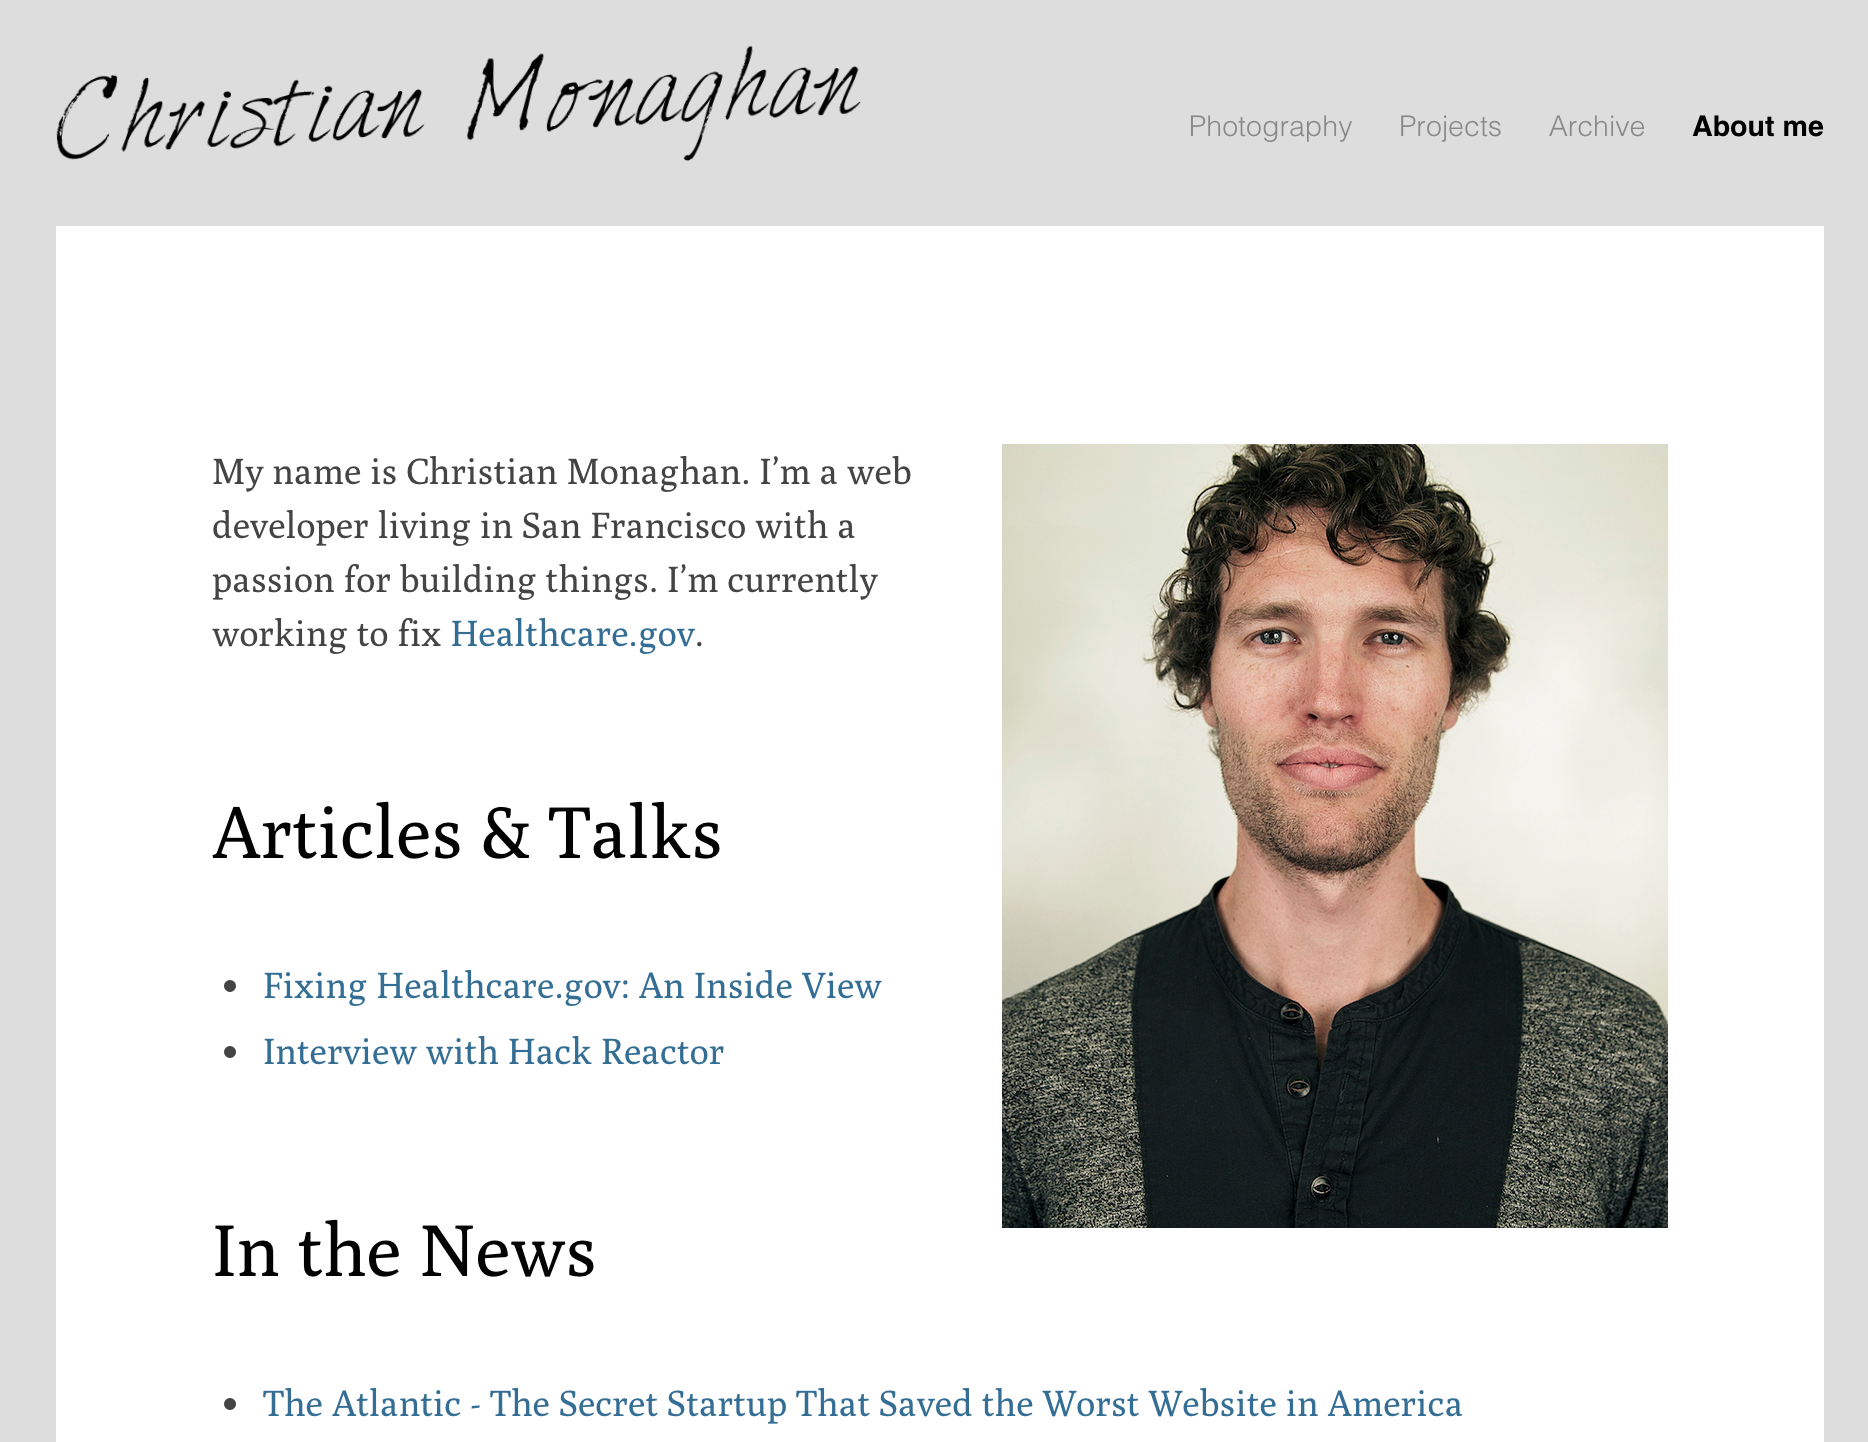 Christian Monaghan
Photography Projects Archive About me
My name is Christian Monaghan. I’m a web
developer living in San Francisco with a
passion for building things. I’m currently
working to fix Healthcare.gov.
Articles & Talks
• Fixing Healthcare.gov: An Inside View
• Interview with Hack Reactor
In the News
• The Atlantic - The Secret Startup That Saved the Worst Website in America